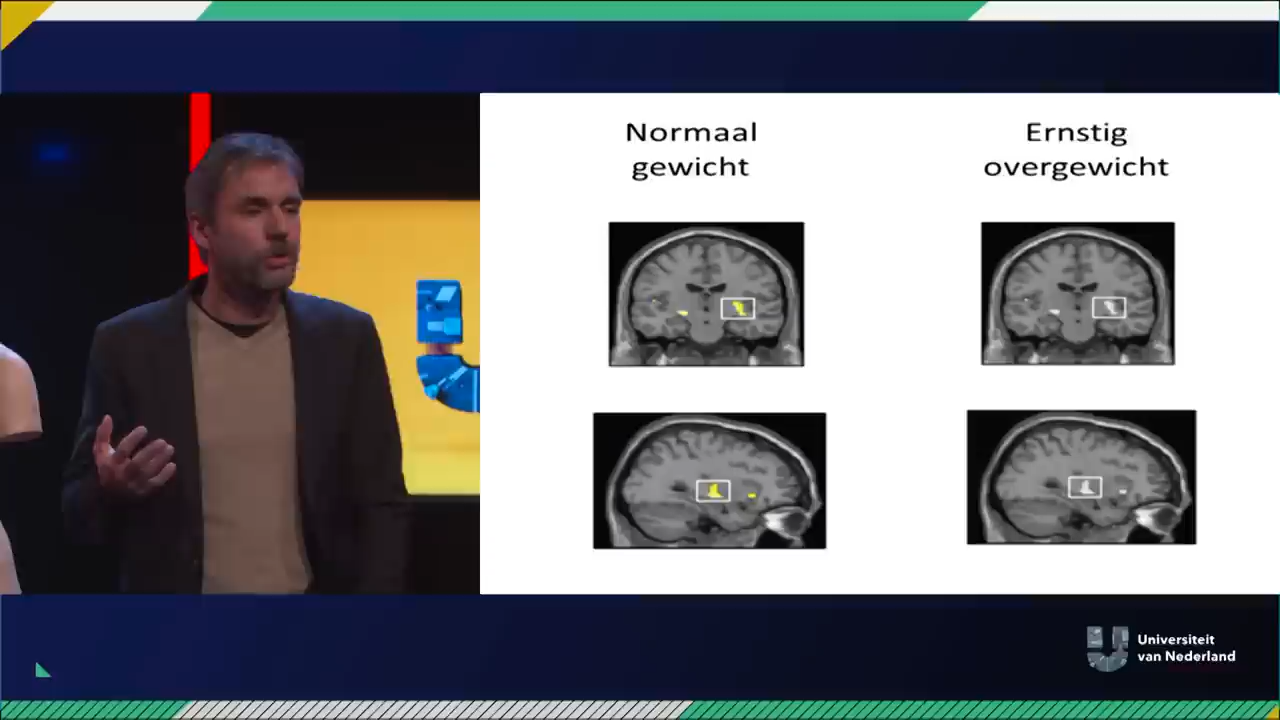 Normaal
gewicht
Ernstig
overgewicht
Universiteit
van Nederland